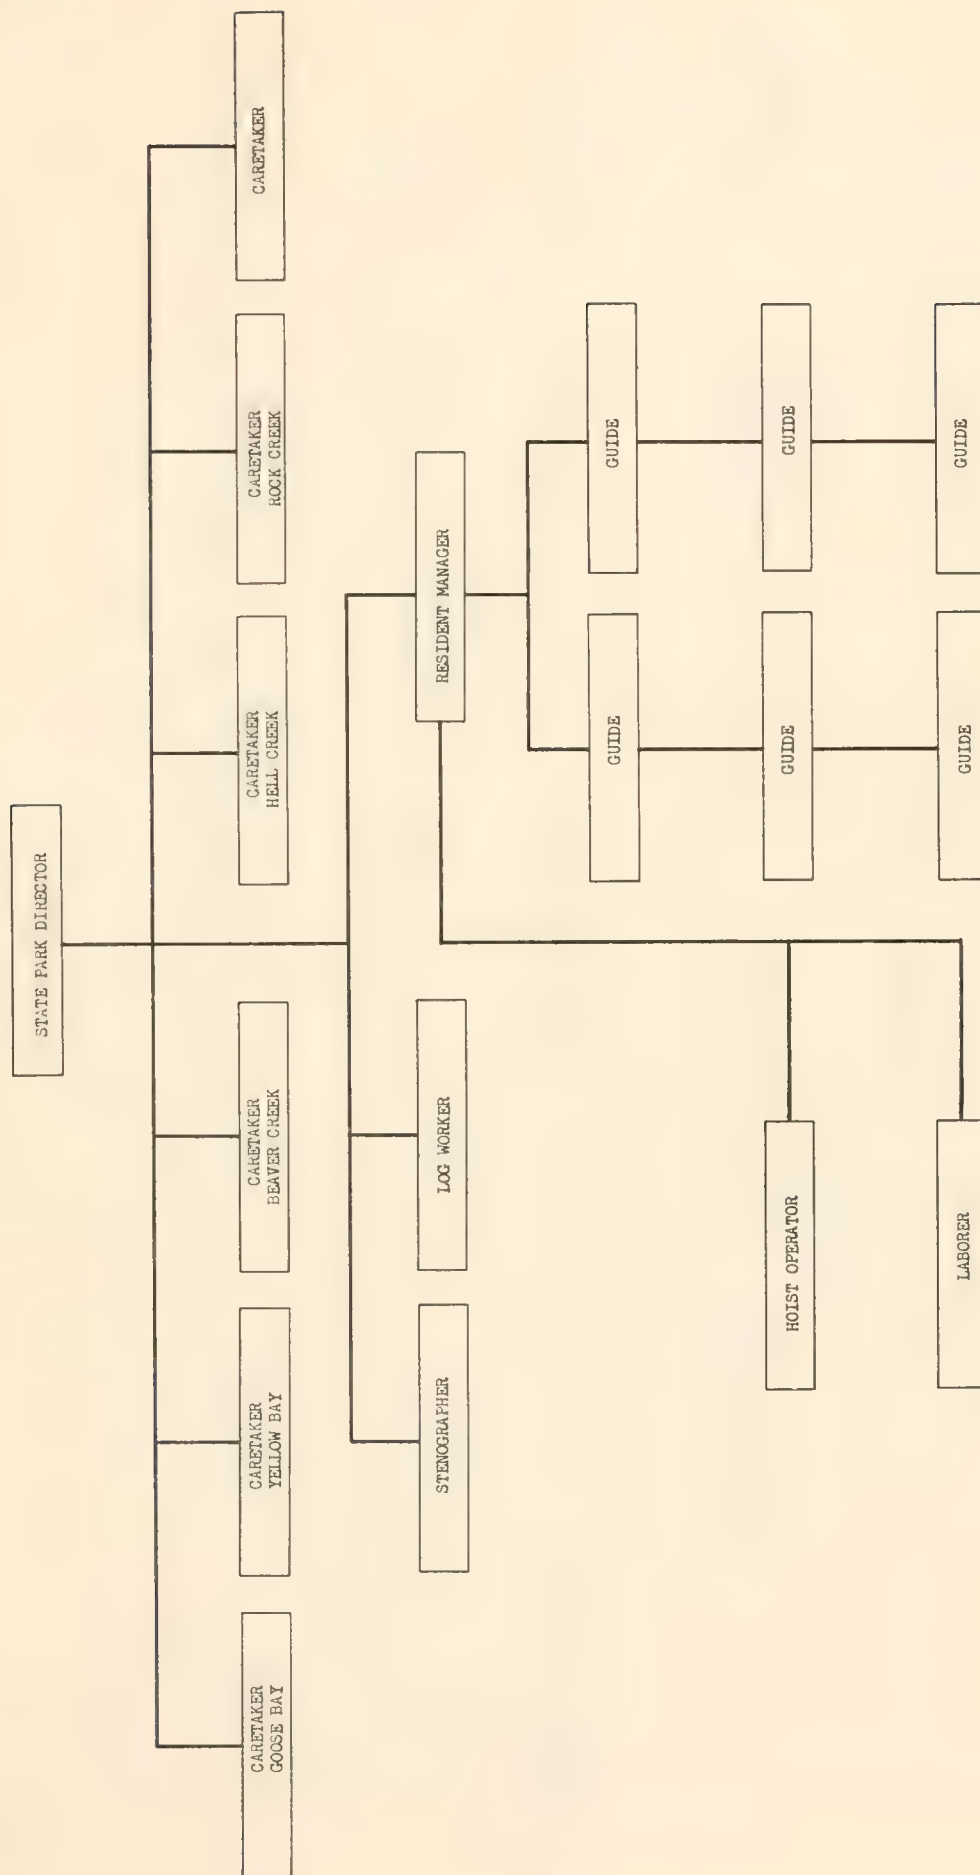 STATE PARK DIRECTOR
CARETAKER
GOOSE BAY
CARETAKER
YELLOW BAY
CARETAKER
BEAVER CREEK
CARETAKER
HELL CREEK
CARETAKER
ROCK CREEK
CARETAKER
STENOGRAPHER
LOG WORKER
RESIDENT MANAGER
GUIDE
GUIDE
HOIST OPERATOR
GUIDE
GUIDE
LABORER
GUIDE
GUIDE